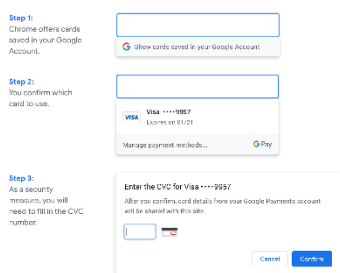 Step 1:
Chrome offers cards
saved in your Google
Account.
G Show cards saved in your Google Account
Step 2:
You confirm which
card to use.
VISA
Visa ····9957
Expires on 01/21
Manage payment methods...
G Pay
Step 3:
As a security
measure, you will
need to fill in the CVC
number.
Enter the CVC for Visa ····9957
After you confirm, card details from your Google Payments account
will be shared with this site.
Cancel
Confirm